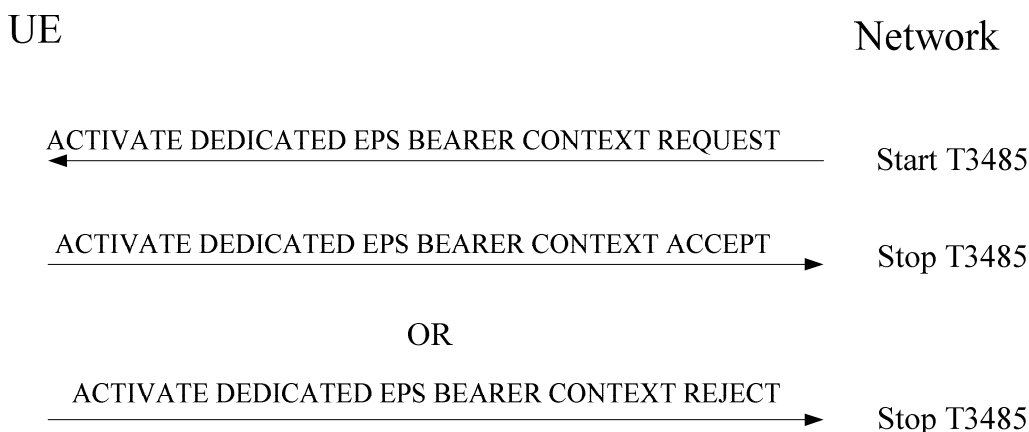 UE
Network
ACTIVATE DEDICATED EPS BEARER CONTEXT REQUEST
Start T3485
ACTIVATE DEDICATED EPS BEARER CONTEXT ACCEPT
Stop T3485
OR
ACTIVATE DEDICATED EPS BEARER CONTEXT REJECT
Stop T3485